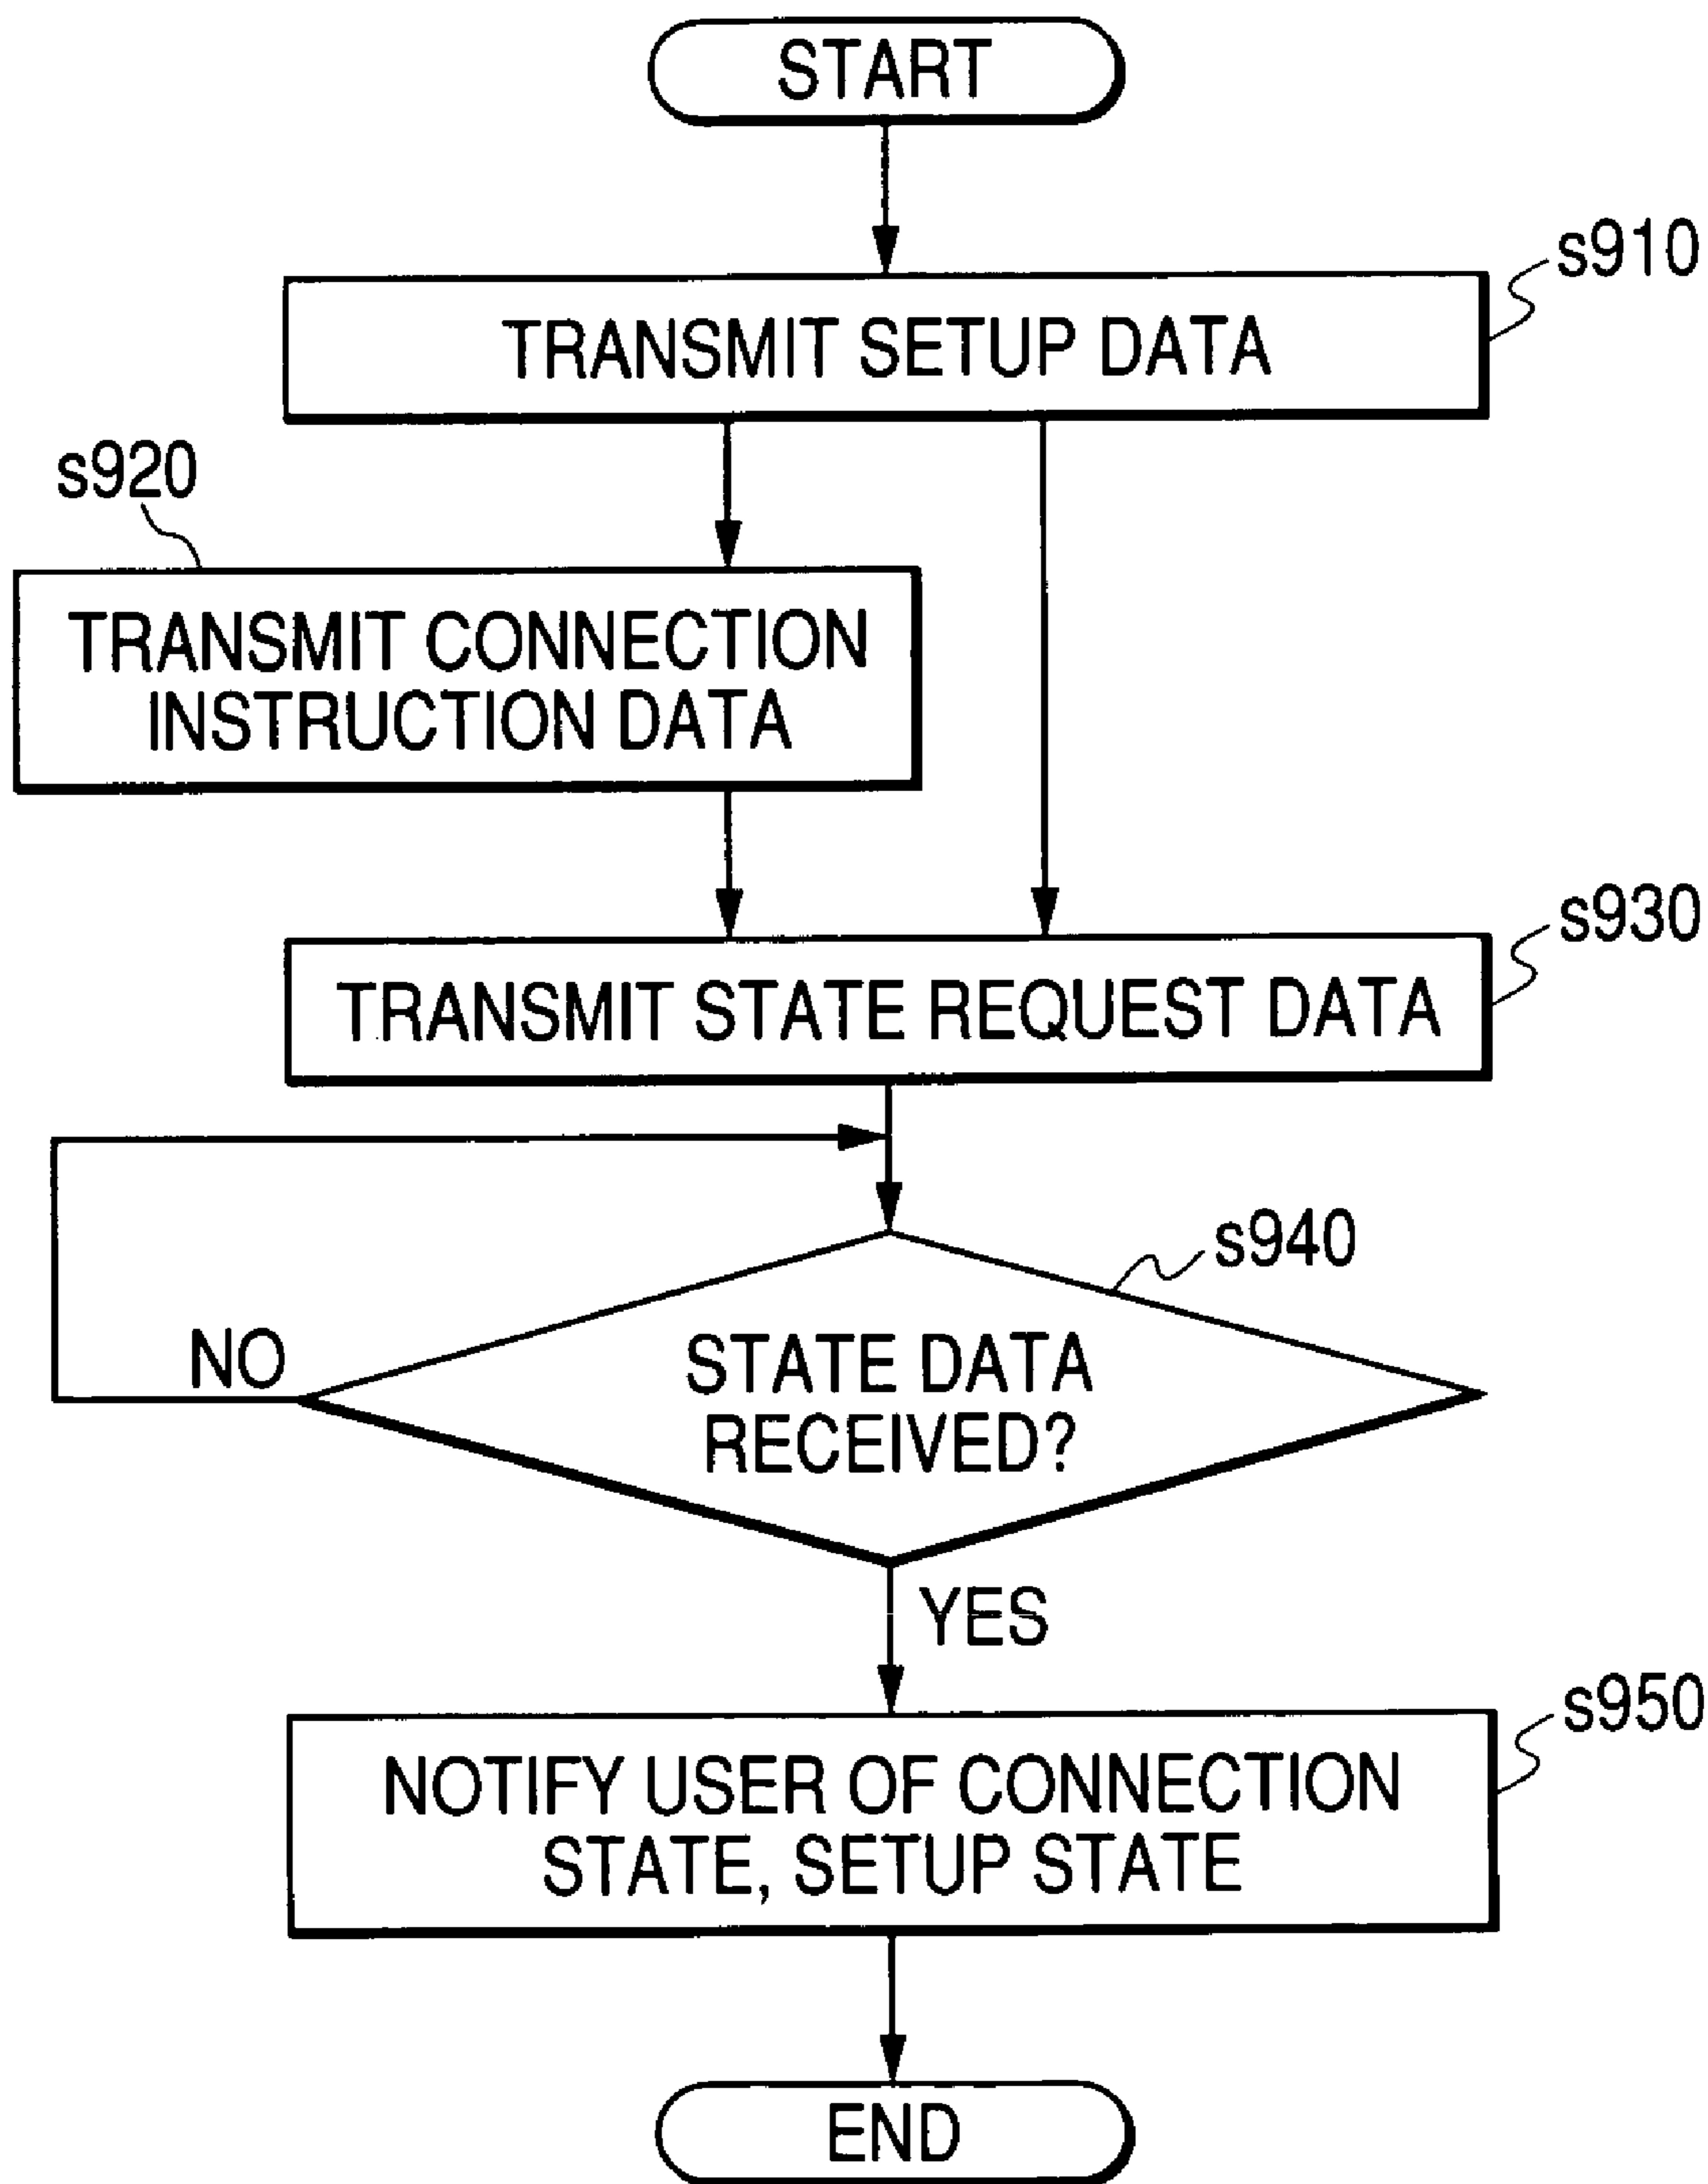 START
s910
TRANSMIT SETUP DATA
s920
TRANSMIT CONNECTION
INSTRUCTION DATA
s930
TRANSMIT STATE REQUEST DATA
s940
STATE DATA
RECEIVED?
NO
YES
s950
NOTIFY USER OF CONNECTION
STATE, SETUP STATE
END